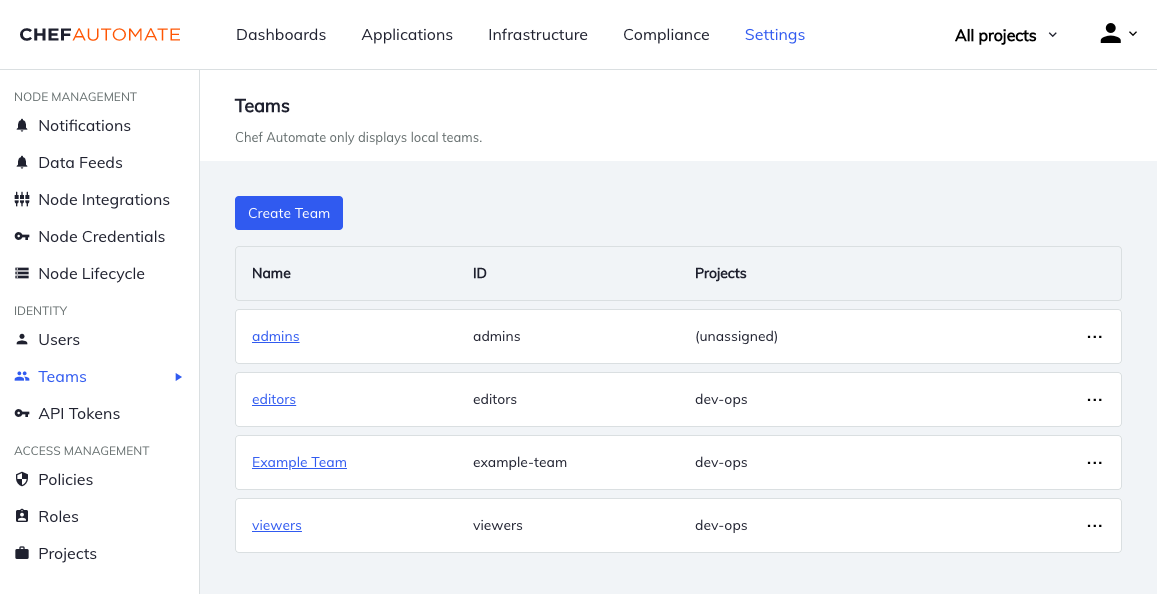 CHEFAUTOMATE Dashboards Applications Infrastructure Compliance Settings All projects
NODE MANAGEMENT
Notifications
Data Feeds
Node Integrations
Node Credentials
Node Lifecycle
IDENTITY
Users
Teams
API Tokens
ACCESS MANAGEMENT
Policies
Roles
Projects
Teams
Chef Automate only displays local teams.
Create Team
Name ID Projects
admins admins (unassigned) ...
editors editors dev-ops ...
Example Team example-team dev-ops ...
viewers viewers dev-ops ...